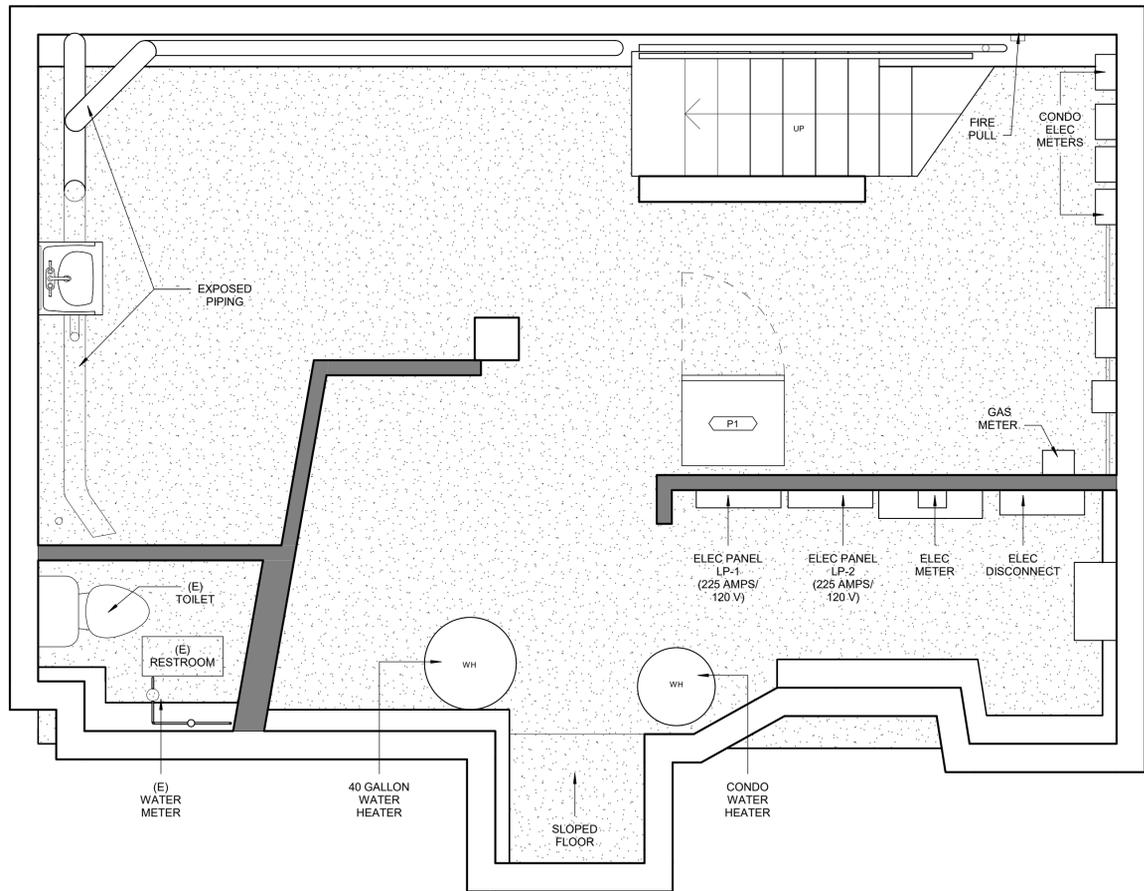 UP
FIRE
PULL
CONDO
ELEC
METERS
EXPOSED
PIPING
P1
GAS
METER
ELEC PANEL
LP-1
(225 AMPS/
120 V)
ELEC PANEL
LP-2
(225 AMPS/
120 V)
ELEC
METER
ELEC
DISCONNECT
(E)
TOILET
(E)
RESTROOM
WH
WH
(E)
WATER
METER
40 GALLON
WATER
HEATER
SLOPED
FLOOR
CONDO
WATER
HEATER